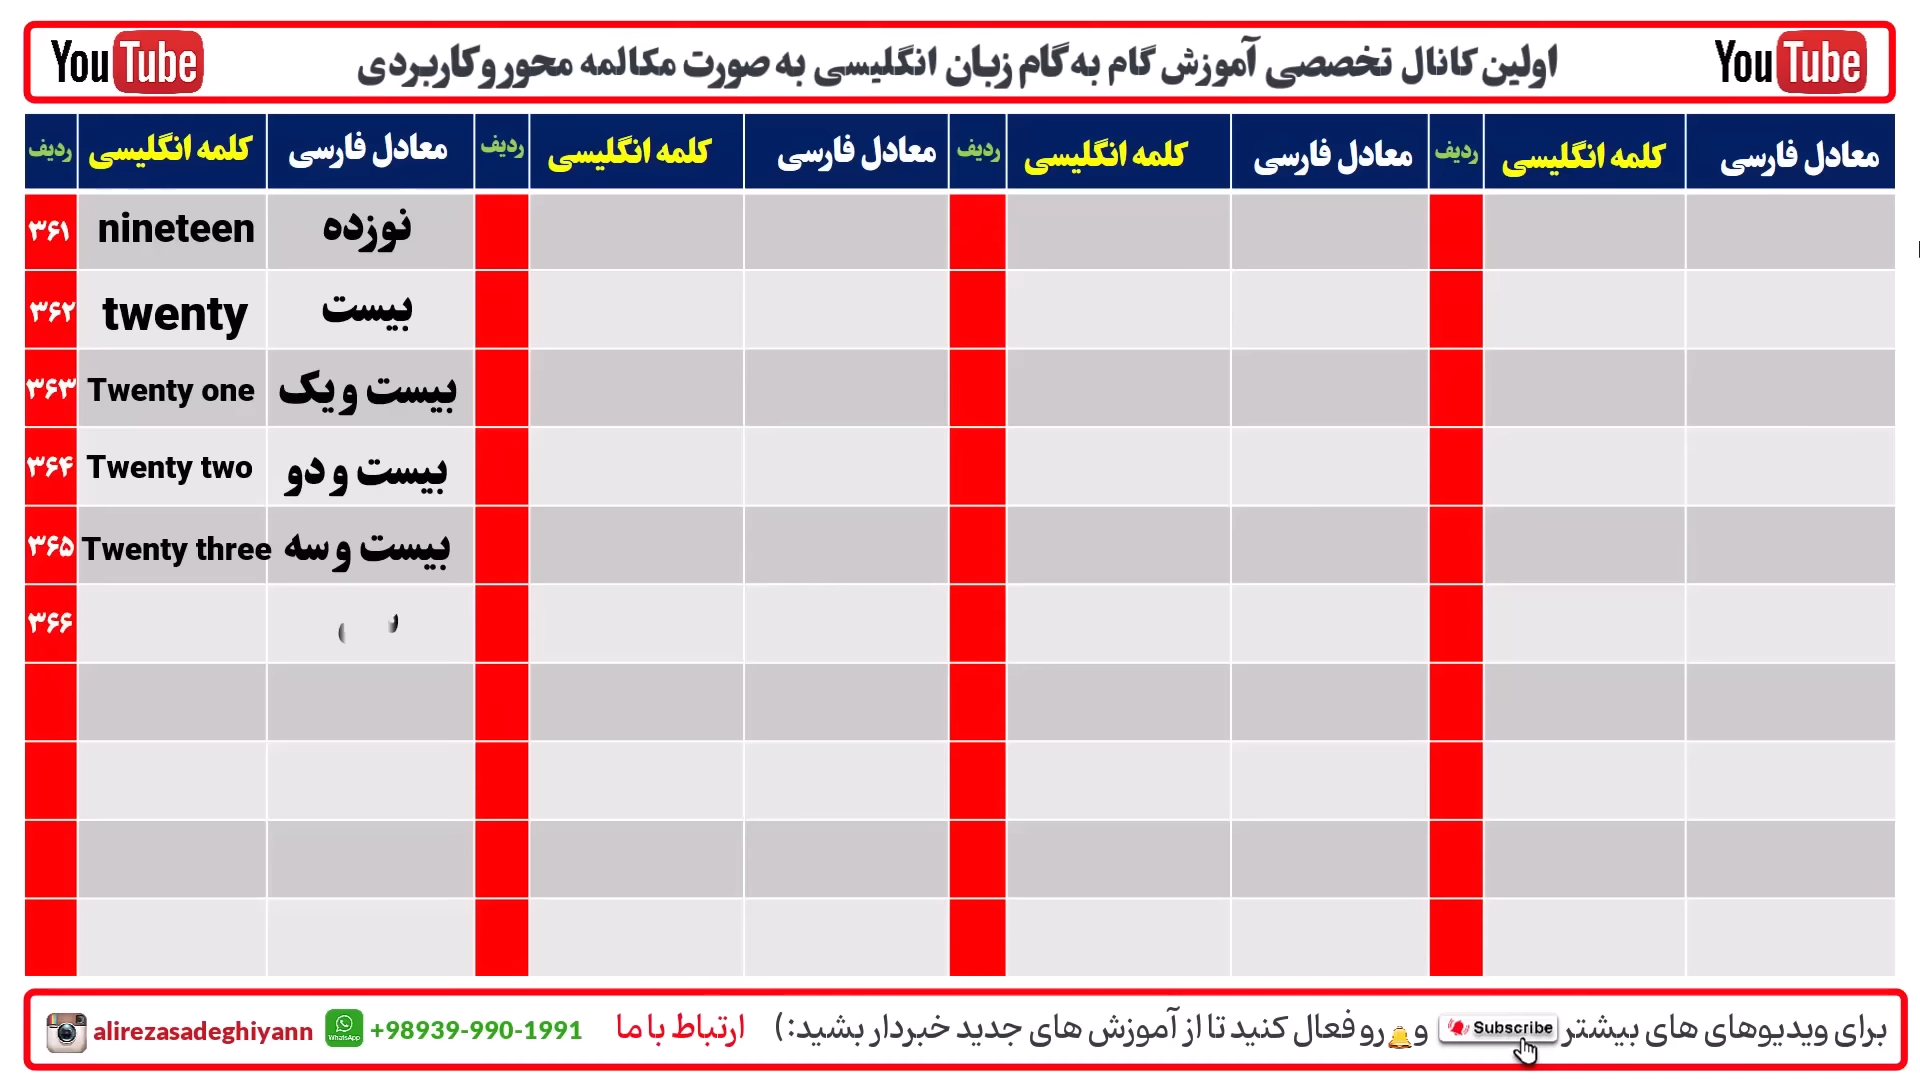 YouTube اولین کانال تخصصی آموزش گام به گام زبان انگلیسی به صورت مکالمه محور و کاربردی YouTube
ردیف کلمه انگلیسی معادل فارسی ردیف کلمه انگلیسی معادل فارسی ردیف کلمه انگلیسی معادل فارسی ردیف کلمه انگلیسی معادل فارسی
۳۶۱ nineteen نوزده
۳۶۲ twenty بیست
۳۶۳ Twenty one بیست و یک
۳۶۴ Twenty two بیست و دو
۳۶۵ Twenty three بیست و سه
۳۶۶
برای ویدیوهای های بیشتر Subscribe و رو فعال کنید تا از آموزش های جدید خبردار بشید:) ارتباط با ما +98939-990-1991 WhatsApp alirezasadeghiyann